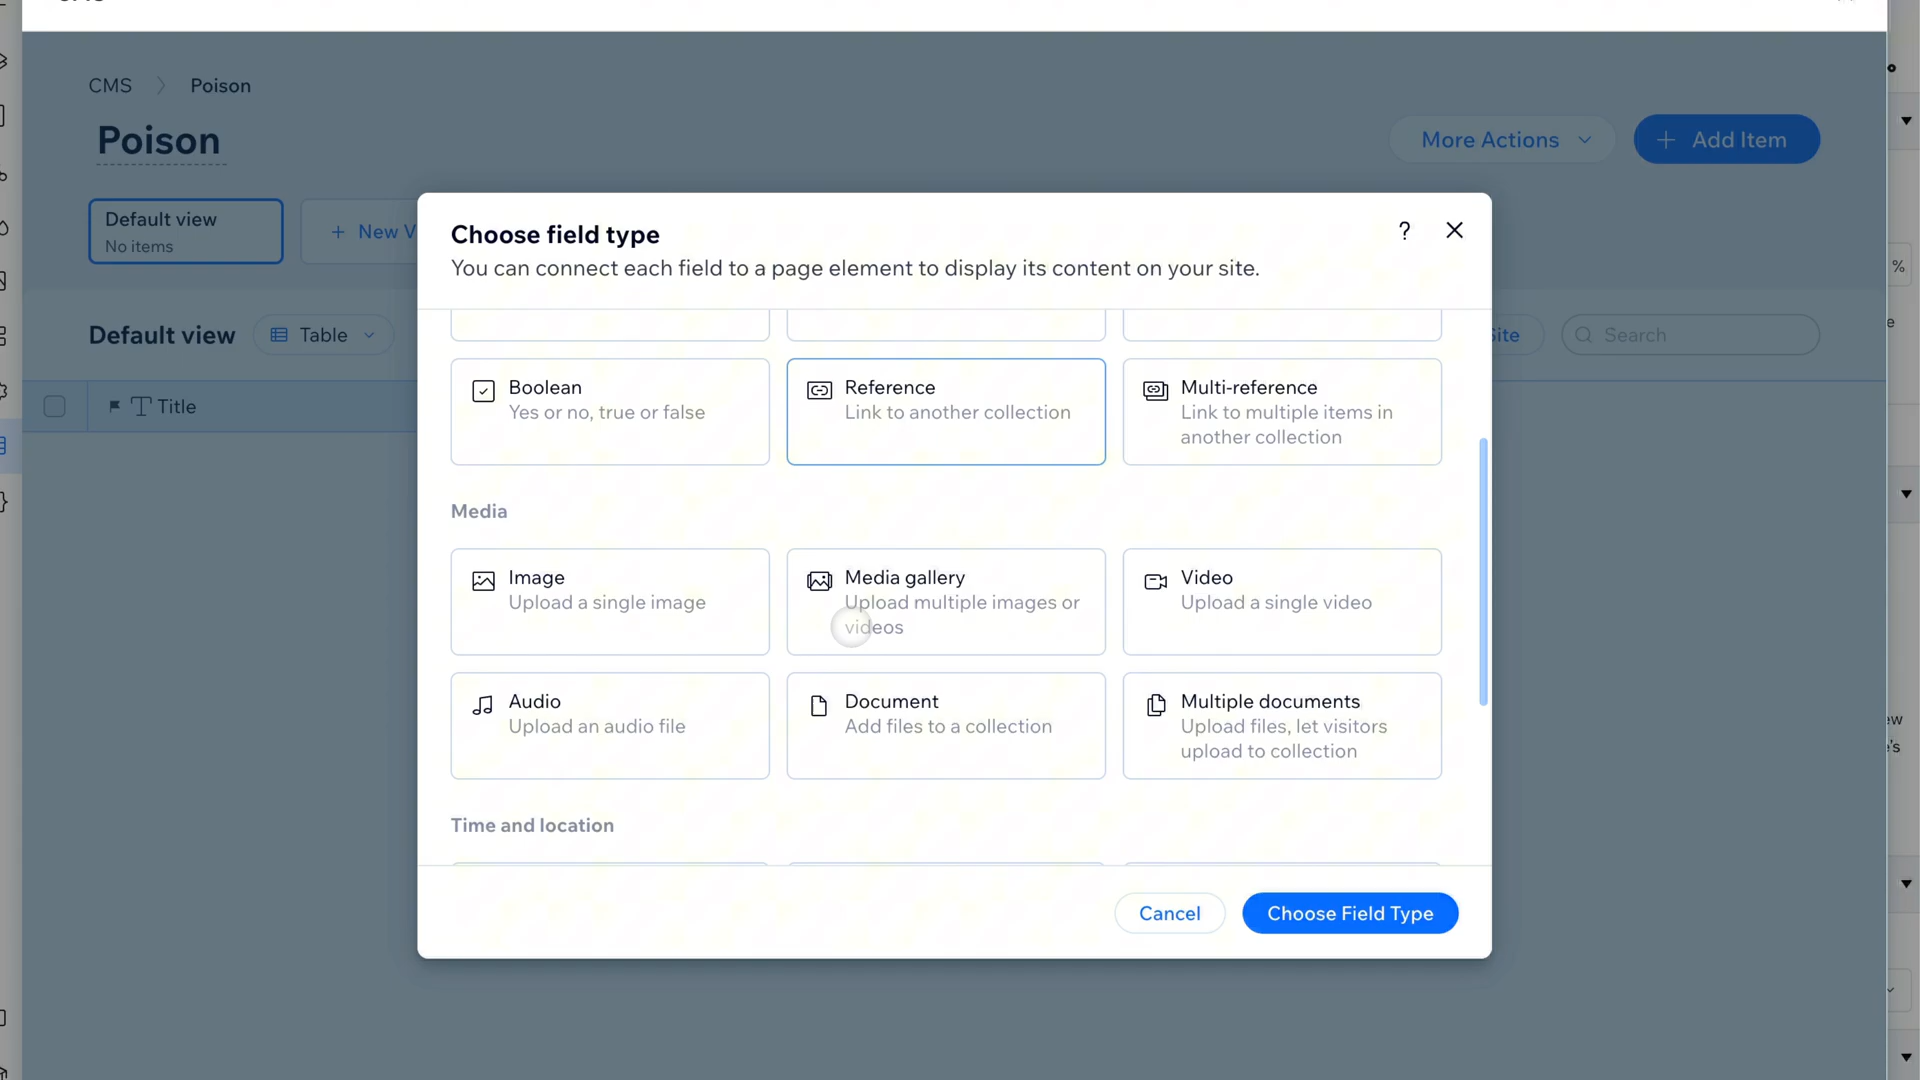 CMS
CMS > Poison
Poison
More Actions
+ Add Item
Default view
No items
+ New V
Choose field type
?
You can connect each field to a page element to display its content on your site.
Default view
Table
Site
Search
%
e
Title
Boolean
Yes or no, true or false
Reference
Link to another collection
Multi-reference
Link to multiple items in
another collection
Media
Image
Upload a single image
Media gallery
Upload multiple images or
videos
Video
Upload a single video
Audio
Upload an audio file
Document
Add files to a collection
Multiple documents
Upload files, let visitors
upload to collection
ew
's
Time and location
Cancel
Choose Field Type